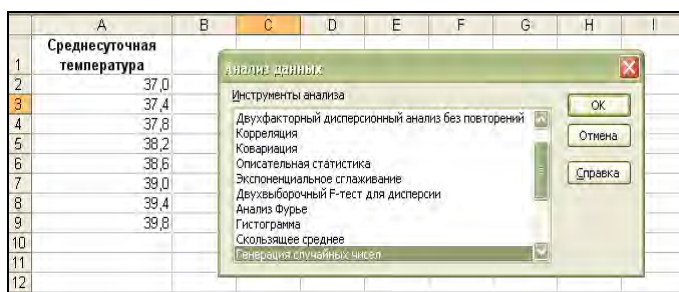 A B C D E F G H I
Среднесуточная
1 температура
2 37,0
3 37,4
4 37,8
5 38,2
6 38,6
7 39,0
8 39,4
9 39,8
10
11
12
Анализ данных
Инструменты анализа
Двухфакторный дисперсионный анализ без повторений
Корреляция
Ковариация
Описательная статистика
Экспоненциальное сглаживание
Двухвыборочный F-тест для дисперсии
Анализ Фурье
Гистограмма
Скользящее среднее
Генерация случайных чисел
ОК
Отмена
Справка